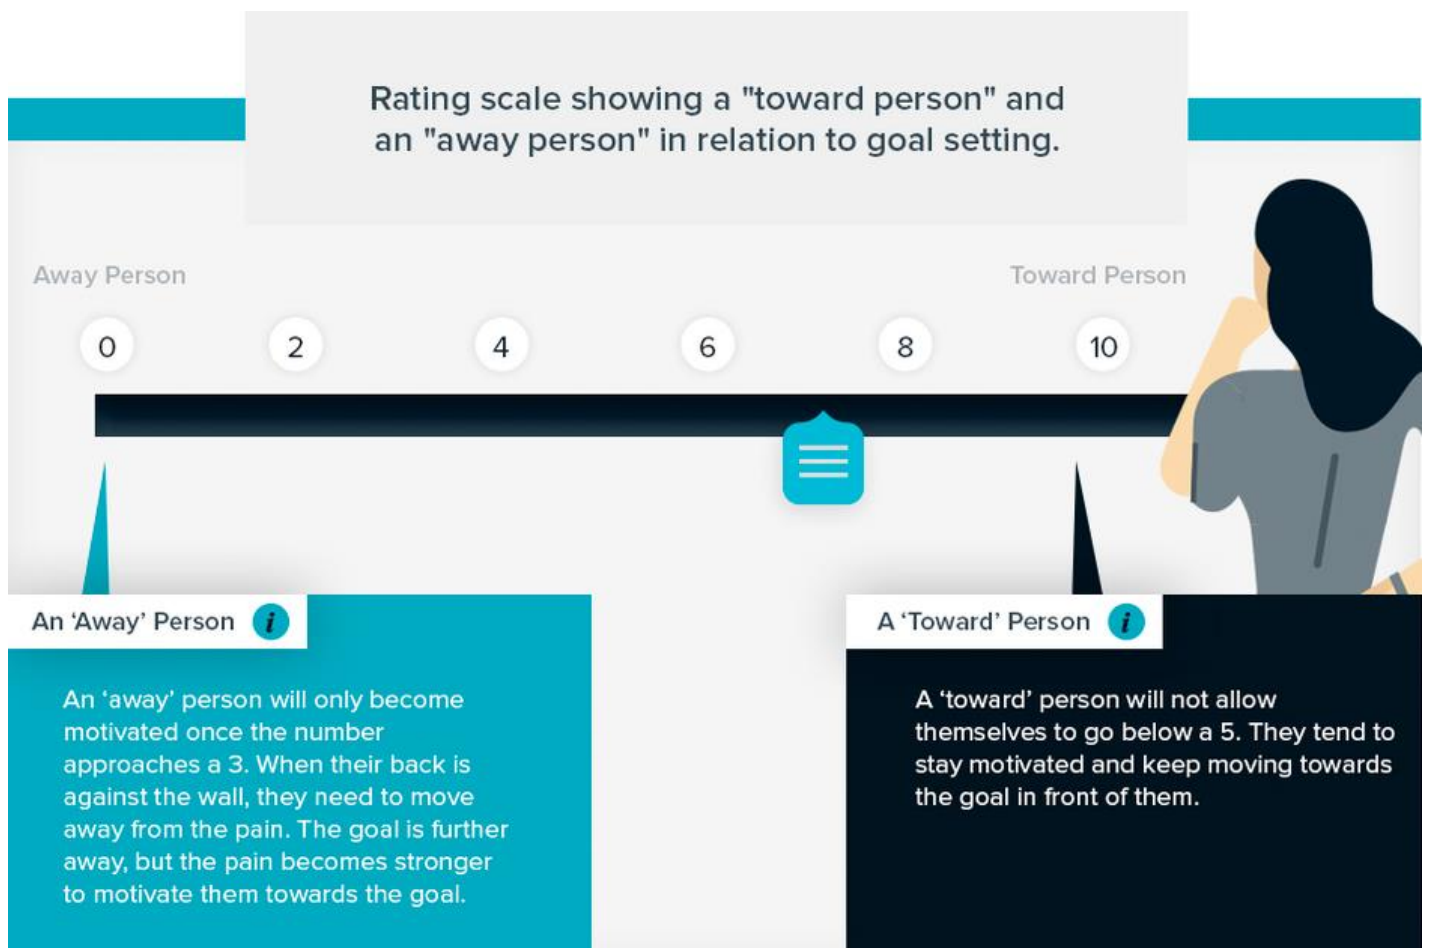 Rating scale showing a "toward person" and
an "away person" in relation to goal setting.
Away Person
Toward Person
0 2 4 6 8 10
An ‘Away’ Person i
An ‘away’ person will only become
motivated once the number
approaches a 3. When their back is
against the wall, they need to move
away from the pain. The goal is further
away, but the pain becomes stronger
to motivate them towards the goal.
A ‘Toward’ Person i
A ‘toward’ person will not allow
themselves to go below a 5. They tend to
stay motivated and keep moving towards
the goal in front of them.